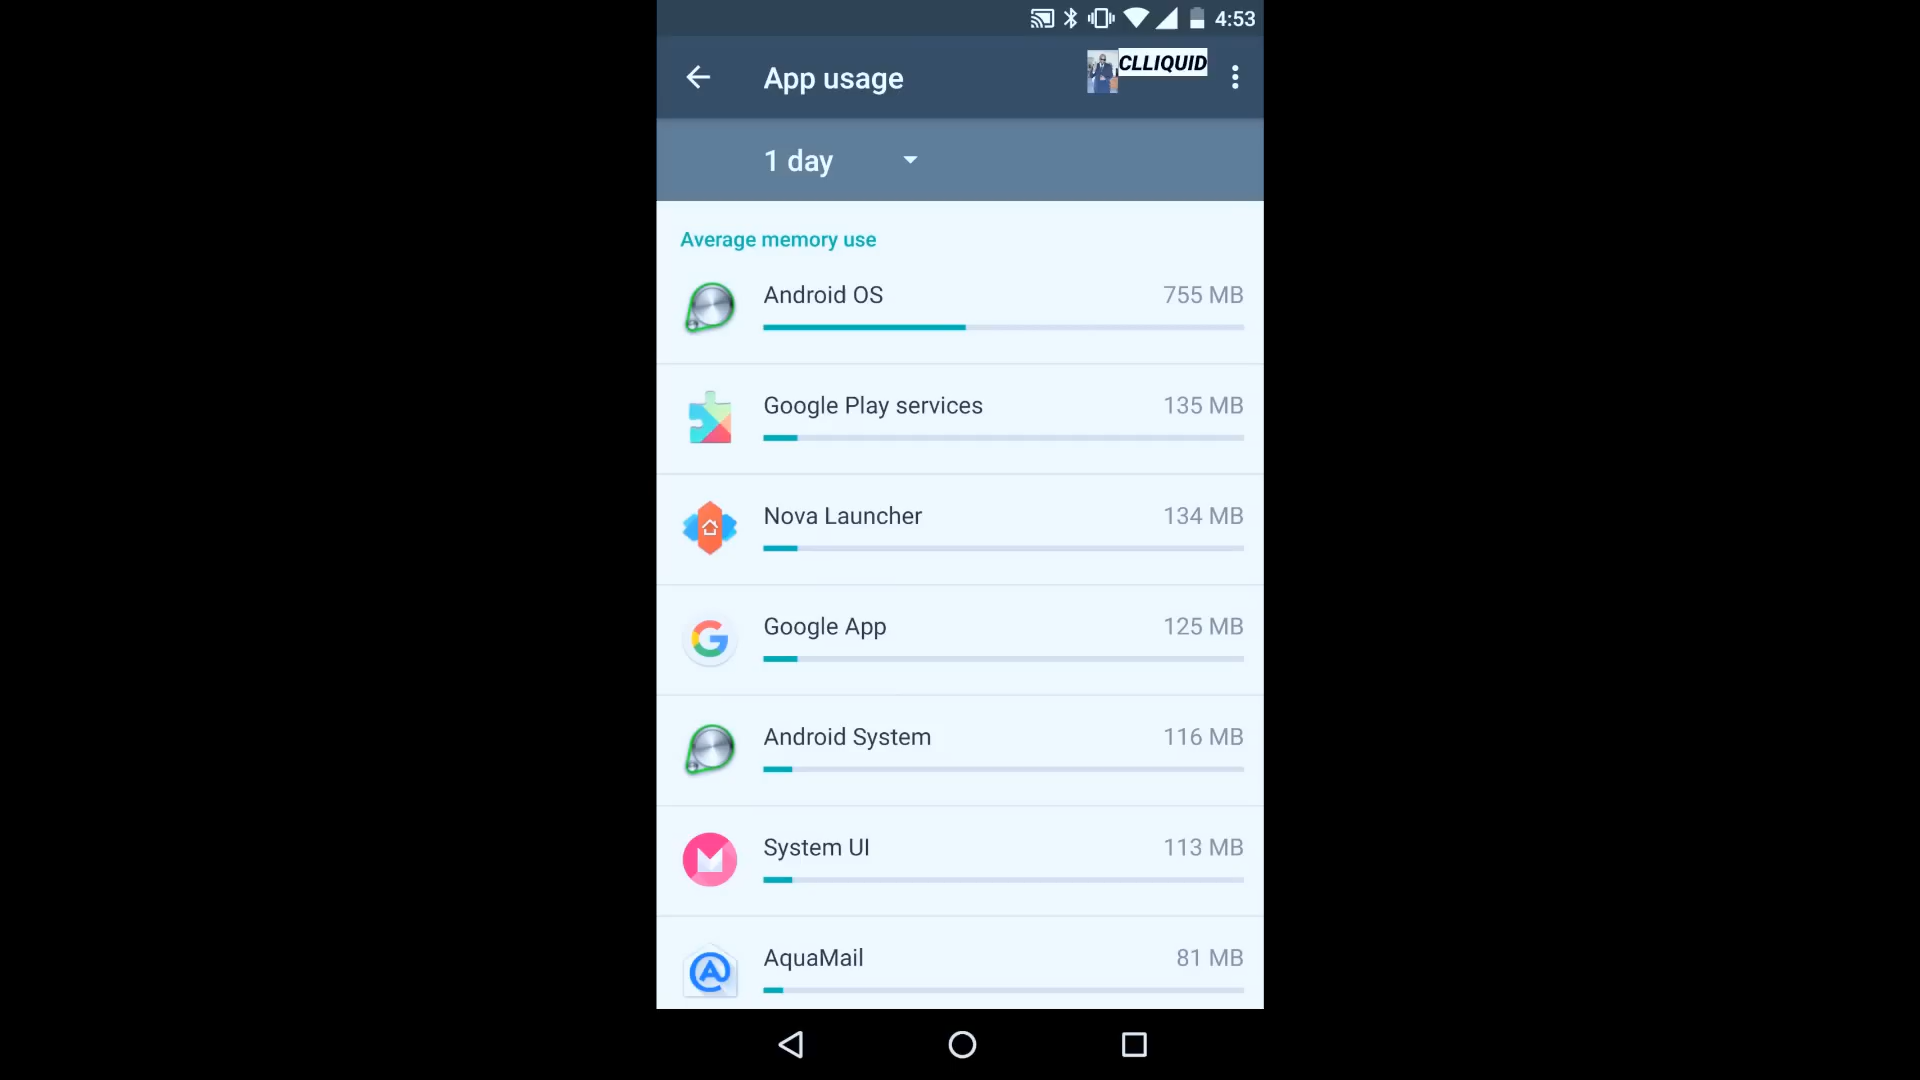 4:53
App usage
CLLIQUID
1 day
Average memory use
Android OS 755 MB
Google Play services 135 MB
Nova Launcher 134 MB
Google App 125 MB
Android System 116 MB
System UI 113 MB
AquaMail 81 MB